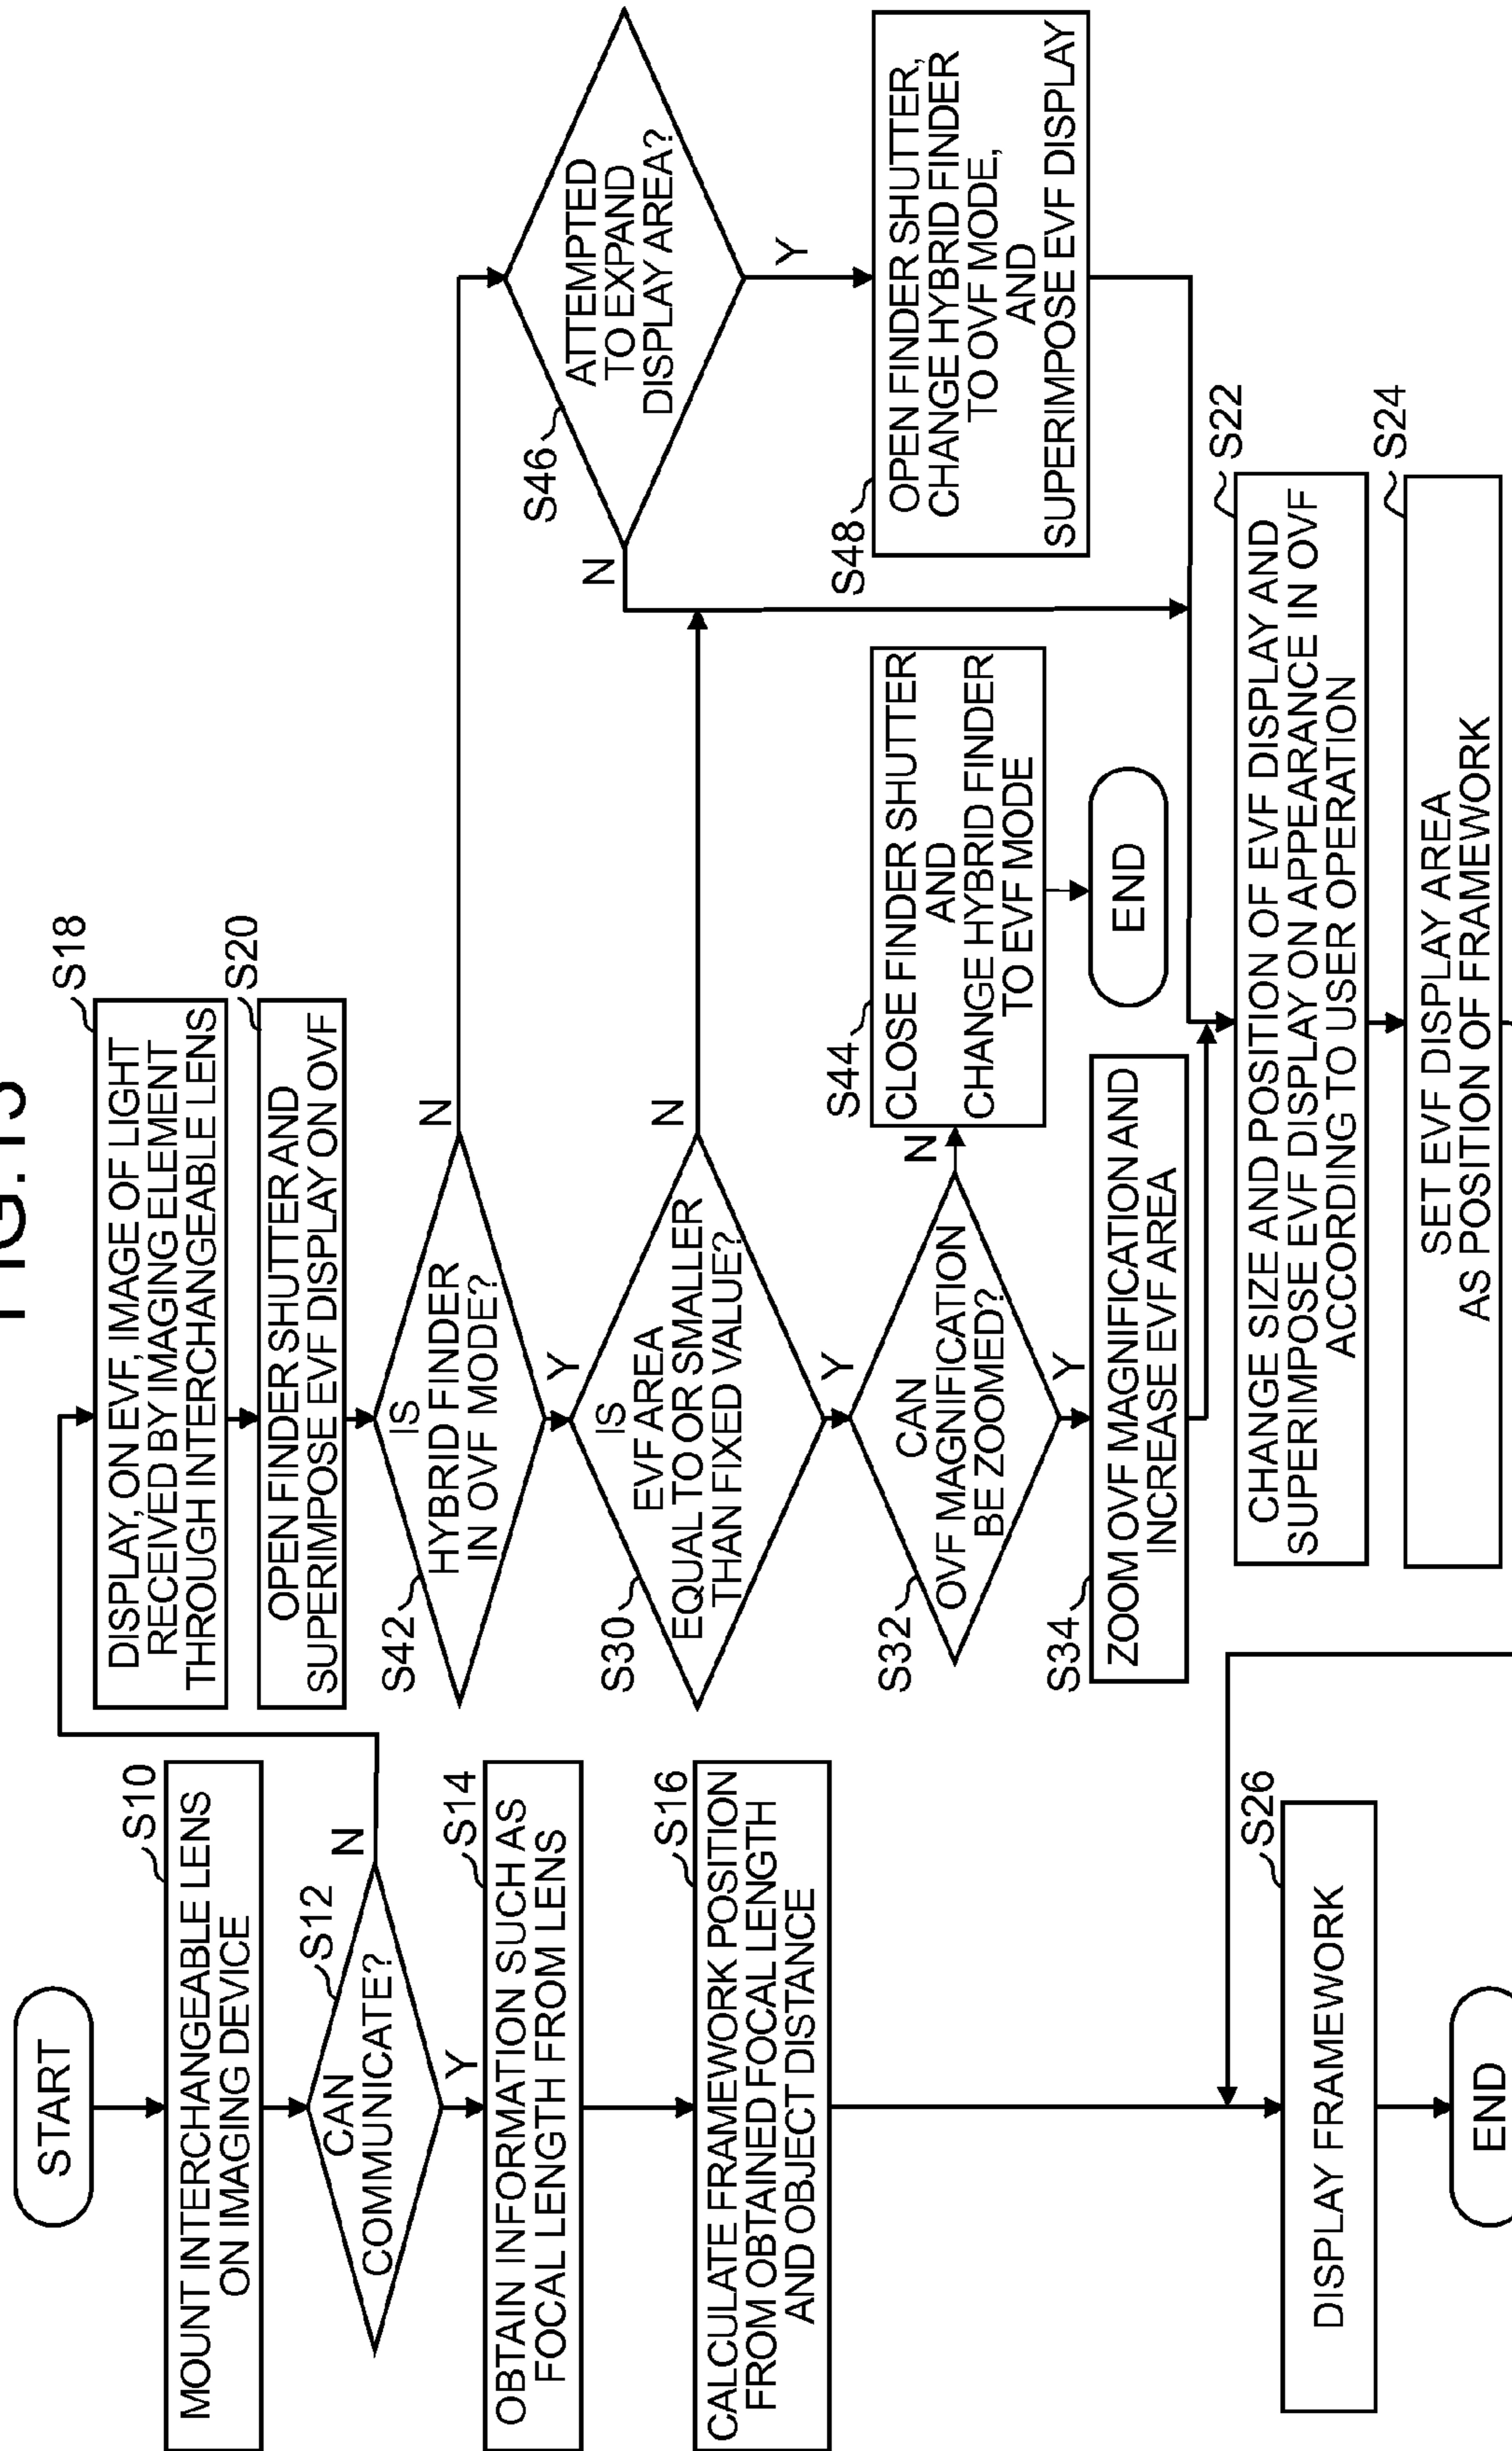 START
S10
MOUNT INTERCHANGEABLE LENS
ON IMAGING DEVICE
S12
CAN
COMMUNICATE?
N
Y
S14
OBTAIN INFORMATION SUCH AS
FOCAL LENGTH FROM LENS
S16
CALCULATE FRAMEWORK POSITION
FROM OBTAINED FOCAL LENGTH
AND OBJECT DISTANCE
S26
DISPLAY FRAMEWORK
END
S18
DISPLAY, ON EVF, IMAGE OF LIGHT
RECEIVED BY IMAGING ELEMENT
THROUGH INTERCHANGEABLE LENS
S20
OPEN FINDER SHUTTER AND
SUPERIMPOSE EVF DISPLAY ON OVF
S42
IS
HYBRID FINDER
IN OVF MODE?
N
Y
S30
IS
EVF AREA
EQUAL TO OR SMALLER
THAN FIXED VALUE?
N
Y
S32
CAN
OVF MAGNIFICATION
BE ZOOMED?
N
Y
S34
ZOOM OVF MAGNIFICATION AND
INCREASE EVF AREA
S44
CLOSE FINDER SHUTTER
AND
CHANGE HYBRID FINDER
TO EVF MODE
END
S46
ATTEMPTED
TO EXPAND
DISPLAY AREA?
N
Y
S48
OPEN FINDER SHUTTER,
CHANGE HYBRID FINDER
TO OVF MODE,
AND
SUPERIMPOSE EVF DISPLAY
S22
CHANGE SIZE AND POSITION OF EVF DISPLAY AND
SUPERIMPOSE EVF DISPLAY ON APPEARANCE IN OVF
ACCORDING TO USER OPERATION
S24
SET EVF DISPLAY AREA
AS POSITION OF FRAMEWORK